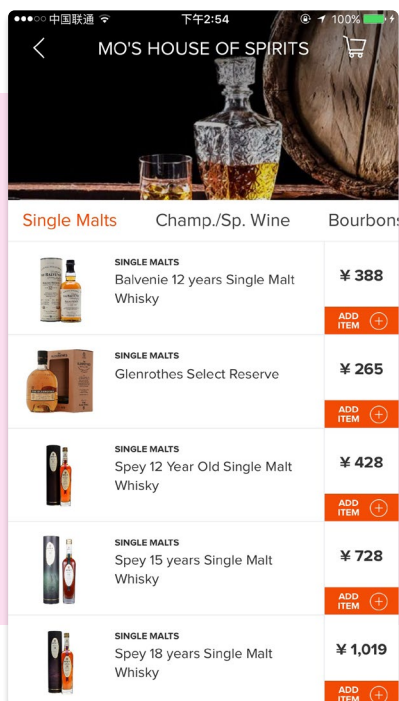 中国联通 下午2:54 100%
MO'S HOUSE OF SPIRITS
Single Malts Champ./Sp. Wine Bourbons
SINGLE MALTS
Balvenie 12 years Single Malt
Whisky
¥ 388
ADD
ITEM
SINGLE MALTS
Glenrothes Select Reserve
¥ 265
ADD
ITEM
SINGLE MALTS
Spey 12 Year Old Single Malt
Whisky
¥ 428
ADD
ITEM
SINGLE MALTS
Spey 15 years Single Malt
Whisky
¥ 728
ADD
ITEM
SINGLE MALTS
Spey 18 years Single Malt
Whisky
¥ 1,019
ADD
ITEM